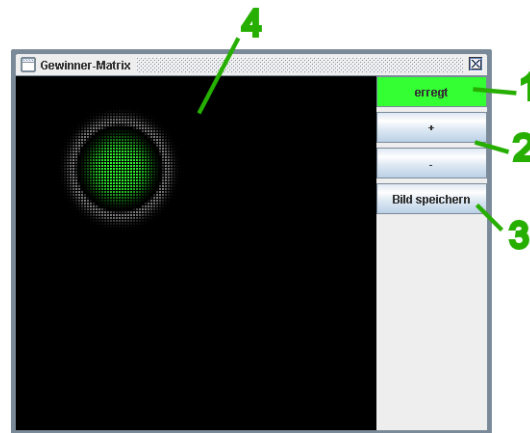 4
Gewinner-Matrix
erregt
1
+
2
-
Bild speichern
3